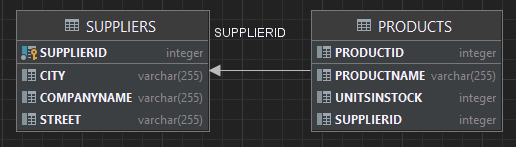 SUPPLIERS
SUPPLIERID integer
CITY varchar(255)
COMPANYNAME varchar(255)
STREET varchar(255)
SUPPLIERID
PRODUCTS
PRODUCTID integer
PRODUCTNAME varchar(255)
UNITSINSTOCK integer
SUPPLIERID integer